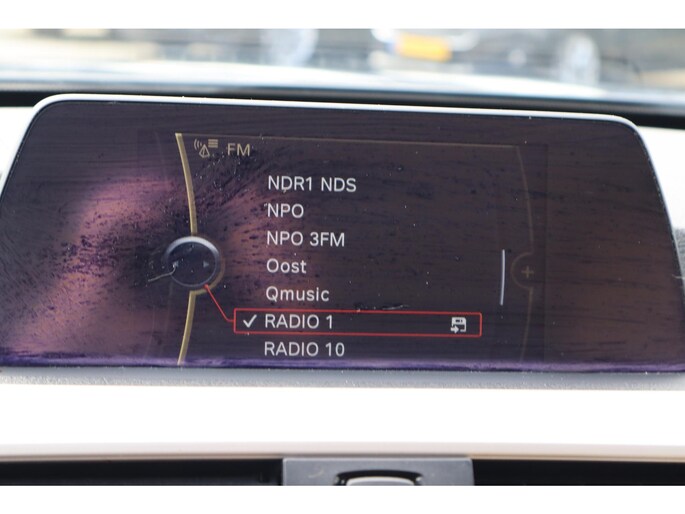 FM
NDR1 NDS
NPO
NPO 3FM
Oost
Qmusic
RADIO 1
RADIO 10